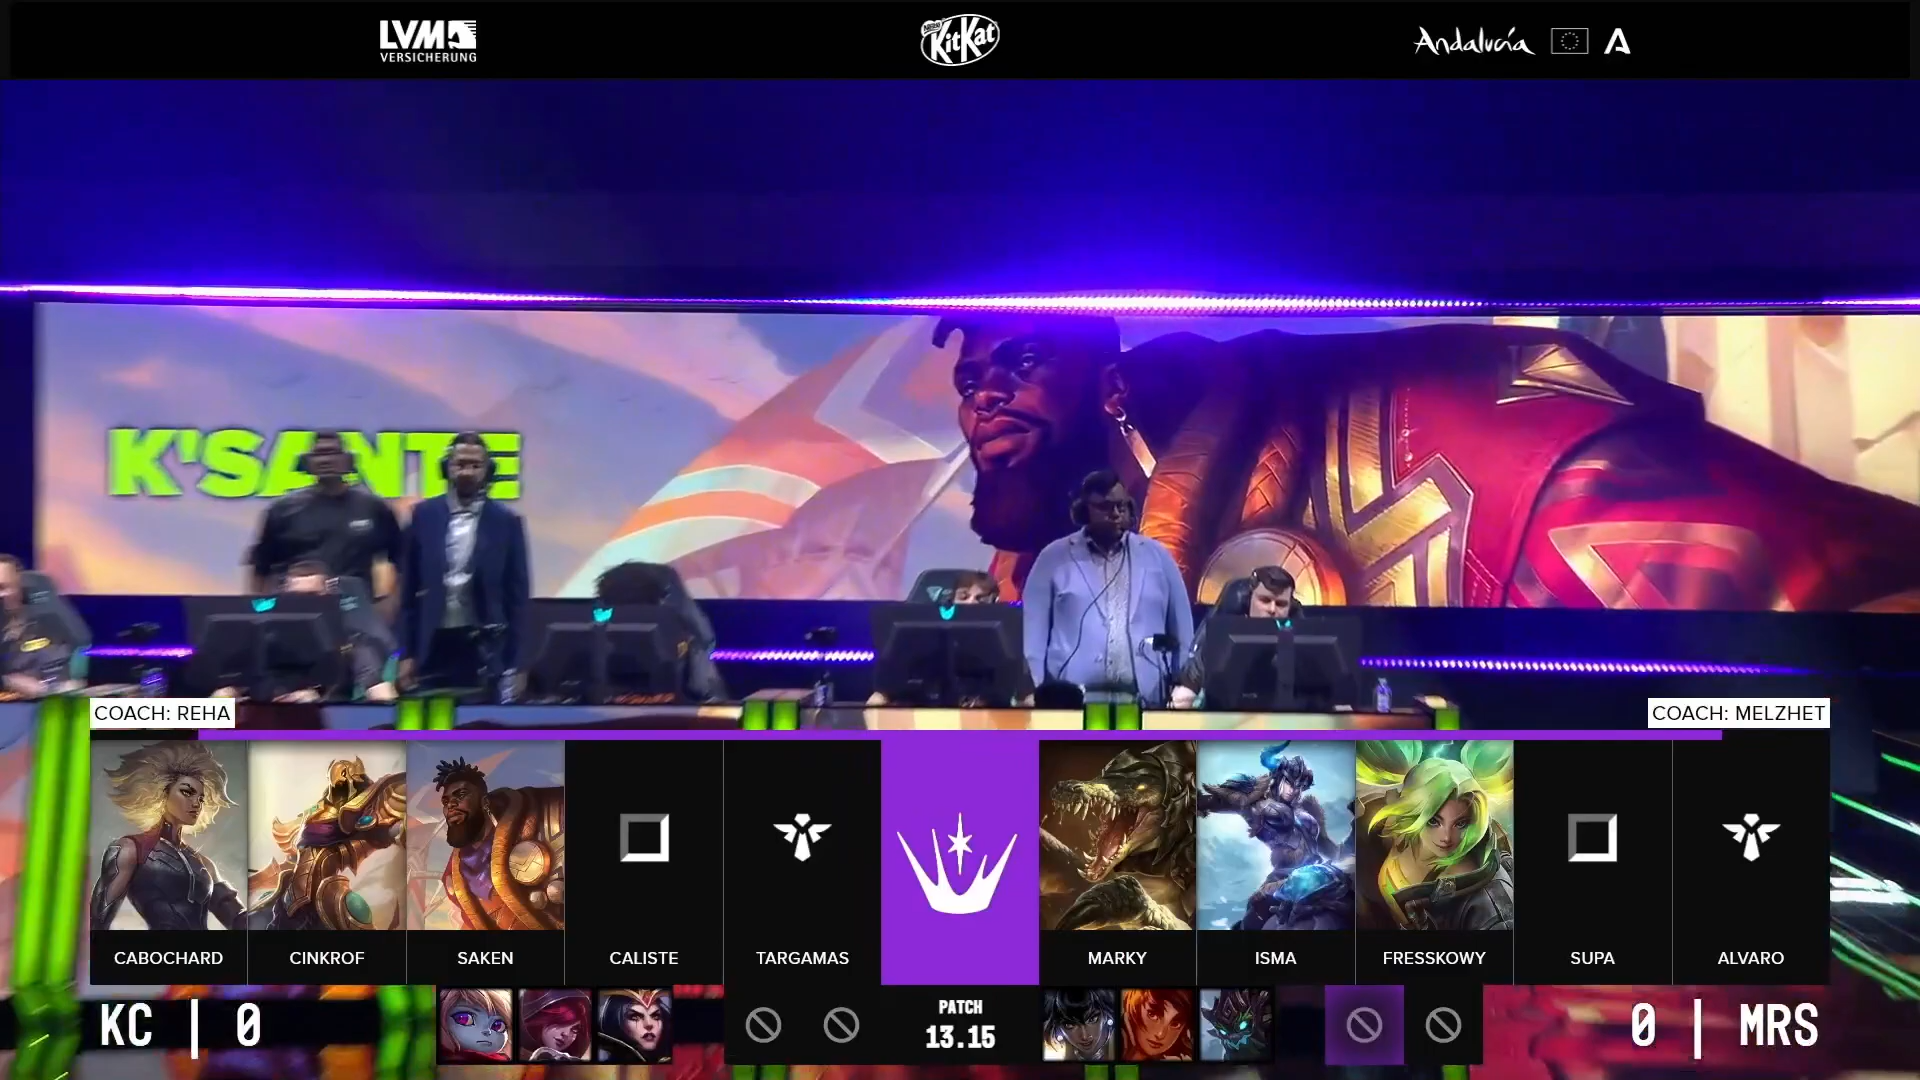 LVM
VERSICHERUNG
Nestlé
KitKat
Andalucía
A
K'SANTE
COACH: REHA
COACH: MELZHET
CABOCHARD
CINKROF
SAKEN
CALISTE
TARGAMAS
MARKY
ISMA
FRESSKOWY
SUPA
ALVARO
KC | 0
PATCH
13.15
0 | MRS